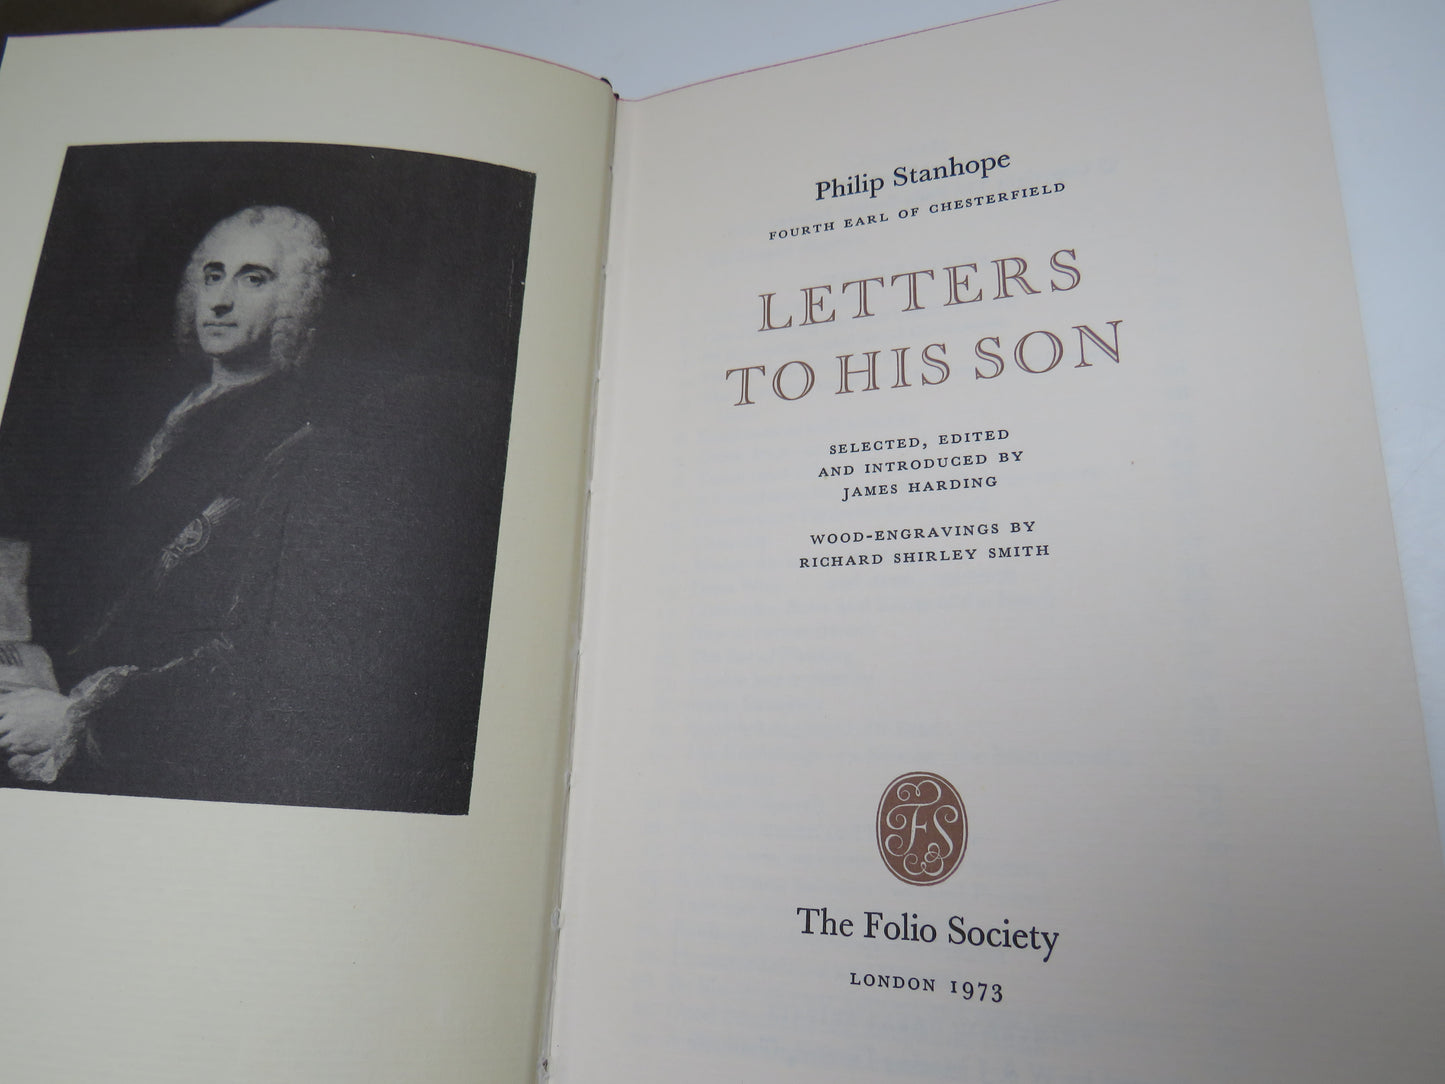 Philip Stanhope
FOURTH EARL OF CHESTERFIELD
LETTERS
TO HIS SON
SELECTED, EDITED
AND INTRODUCED BY
JAMES HARDING
WOOD-ENGRAVINGS BY
RICHARD SHIRLEY SMITH
FS
The Folio Society
LONDON 1973